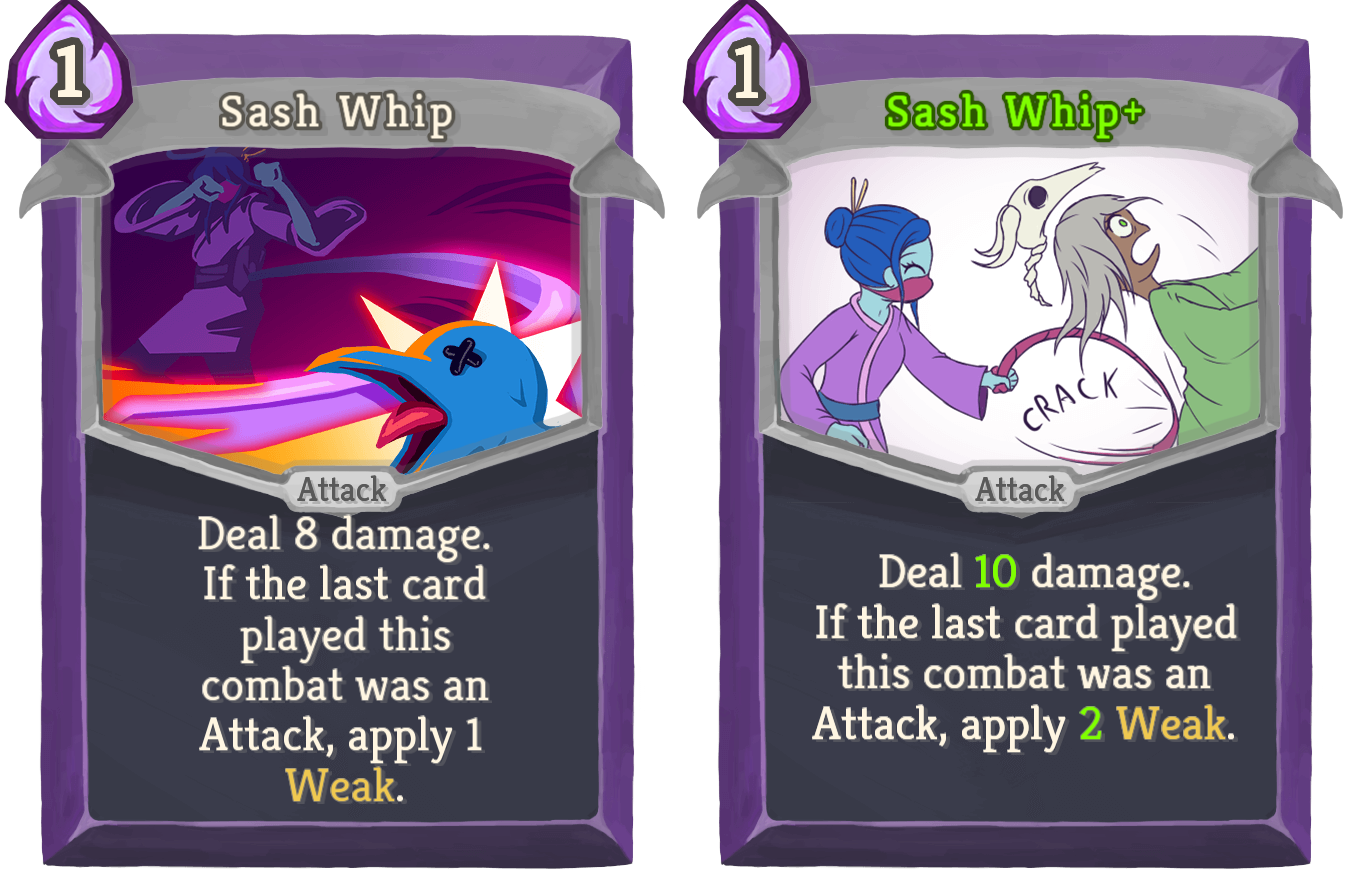 1
Sash Whip
Attack
Deal 8 damage.
If the last card
played this
combat was an
Attack, apply 1
Weak.
1
Sash Whip+
CRACK
Attack
Deal 10 damage.
If the last card played
this combat was an
Attack, apply 2 Weak.